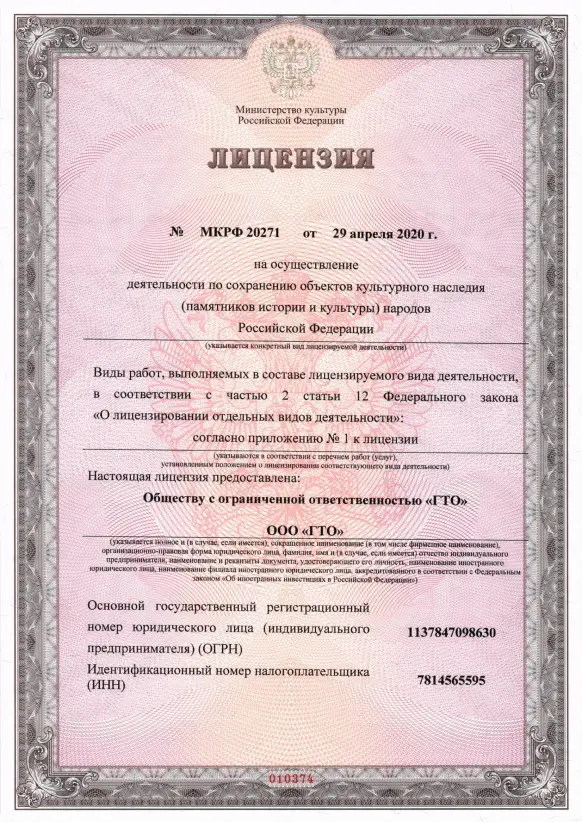 Министерство культуры
Российской Федерации
ЛИЦЕНЗИЯ
№ МКРФ 20271 от 29 апреля 2020 г.
на осуществление
деятельности по сохранению объектов культурного наследия
(памятников истории и культуры) народов
Российской Федерации
(указывается конкретный вид лицензируемой деятельности)
Виды работ, выполняемых в составе лицензируемого вида деятельности,
в соответствии с частью 2 статьи 12 Федерального закона
«О лицензировании отдельных видов деятельности»:
согласно приложению № 1 к лицензии
(указываются в соответствии с перечнем работ (услуг),
установленным положением о лицензировании соответствующего вида деятельности)
Настоящая лицензия предоставлена:
Обществу с ограниченной ответственностью «ГТО»
ООО «ГТО»
(указывается полное и (в случае, если имеется), сокращенное наименование (в том числе фирменное наименование),
организационно-правовая форма юридического лица, фамилия, имя и (в случае, если имеется) отчество индивидуального
предпринимателя, наименование и реквизиты документа, удостоверяющего его личность, наименование иностранного
юридического лица, наименование филиала иностранного юридического лица, аккредитованного в соответствии с Федеральным
законом «Об иностранных инвестициях в Российской Федерации»)
Основной государственный регистрационный
номер юридического лица (индивидуального
предпринимателя) (ОГРН)
1137847098630
Идентификационный номер налогоплательщика
(ИНН)
7814565595
010374